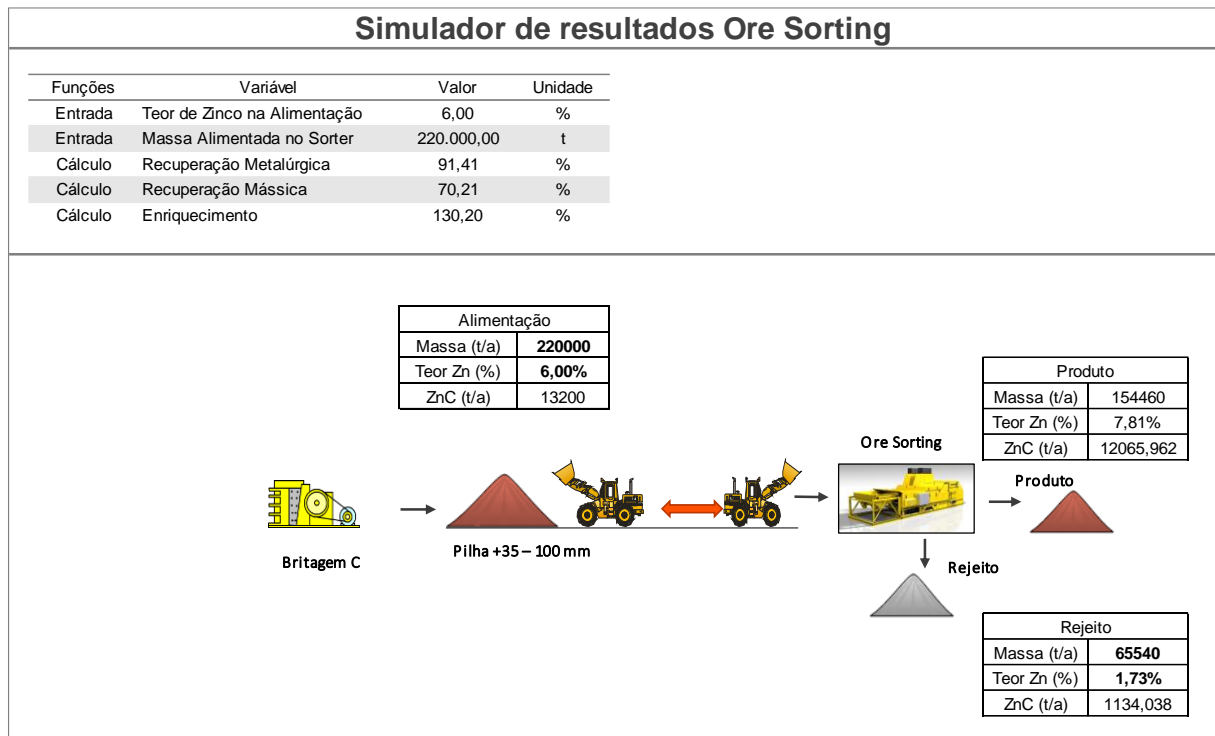 Simulador de resultados Ore Sorting
Funções Variável Valor Unidade
Entrada Teor de Zinco na Alimentação 6,00 %
Entrada Massa Alimentada no Sorter 220.000,00 t
Cálculo Recuperação Metalúrgica 91,41 %
Cálculo Recuperação Mássica 70,21 %
Cálculo Enriquecimento 130,20 %
Alimentação
Massa (t/a) 220000
Teor Zn (%) 6,00%
ZnC (t/a) 13200
Produto
Massa (t/a) 154460
Teor Zn (%) 7,81%
ZnC (t/a) 12065,962
Ore Sorting
Produto
Britagem C
Pilha +35 – 100 mm
Rejeito
Rejeito
Massa (t/a) 65540
Teor Zn (%) 1,73%
ZnC (t/a) 1134,038